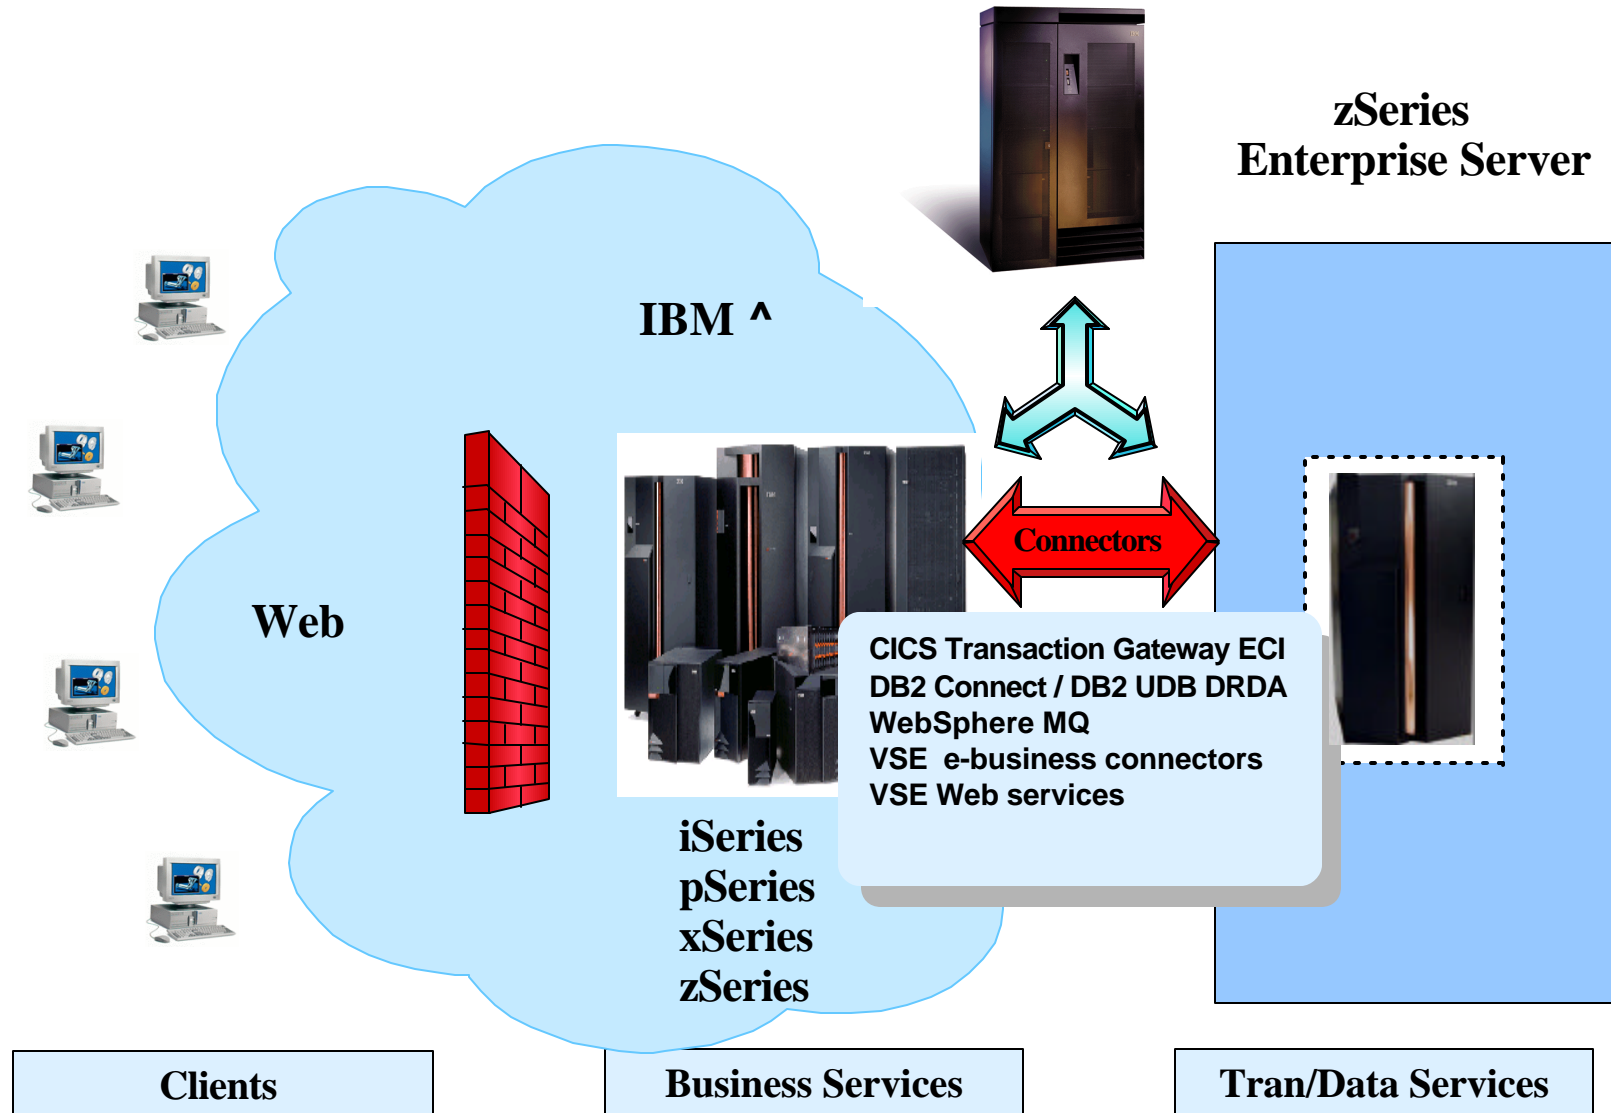 zSeries
Enterprise Server
IBM ^
Web
Connectors
CICS Transaction Gateway ECI
DB2 Connect / DB2 UDB DRDA
WebSphere MQ
VSE e-business connectors
VSE Web services
iSeries
pSeries
xSeries
zSeries
Clients
Business Services
Tran/Data Services